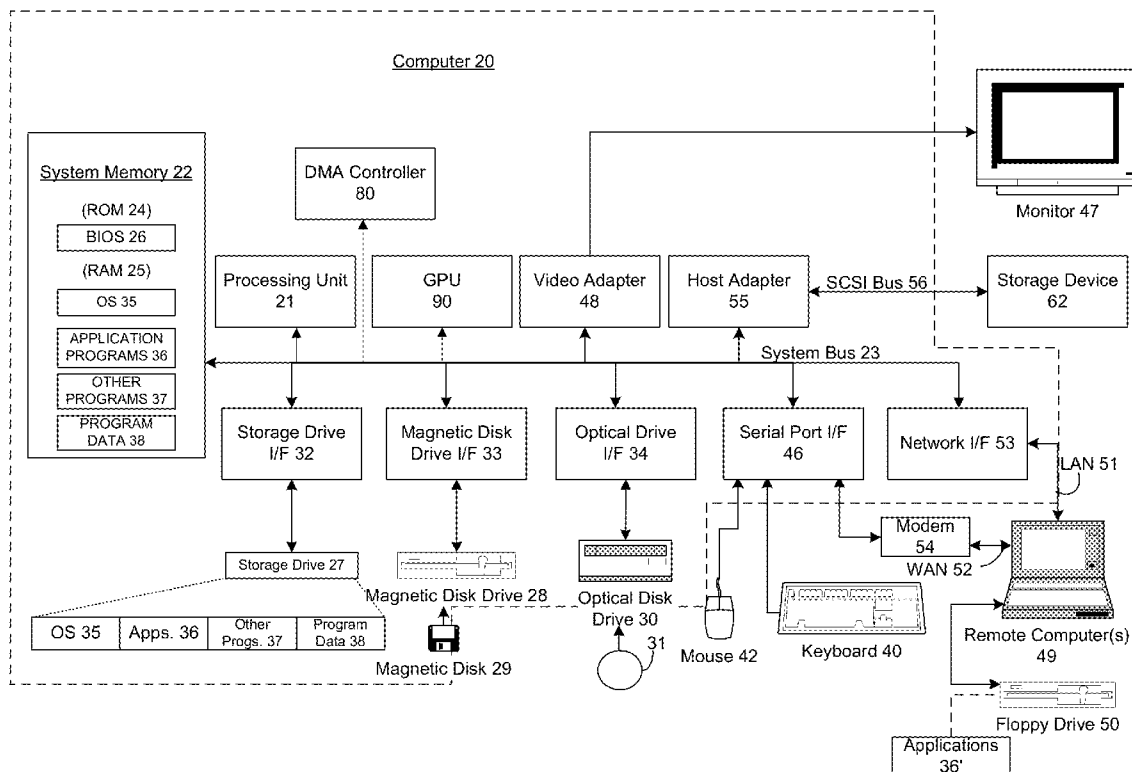 Computer 20
System Memory 22
(ROM 24)
BIOS 26
(RAM 25)
OS 35
APPLICATION
PROGRAMS 36
OTHER
PROGRAMS 37
PROGRAM
DATA 38
DMA Controller
80
Monitor 47
Processing Unit
21
GPU
90
Video Adapter
48
Host Adapter
55
SCSI Bus 56
Storage Device
62
System Bus 23
Storage Drive
I/F 32
Magnetic Disk
Drive I/F 33
Optical Drive
I/F 34
Serial Port I/F
46
Network I/F 53
LAN 51
Modem
54
WAN 52
Storage Drive 27
Magnetic Disk Drive 28
Optical Disk
Drive 30
OS 35
Apps. 36
Other
Progs. 37
Program
Data 38
Magnetic Disk 29
31
Mouse 42
Keyboard 40
Remote Computer(s)
49
Floppy Drive 50
Applications
36'